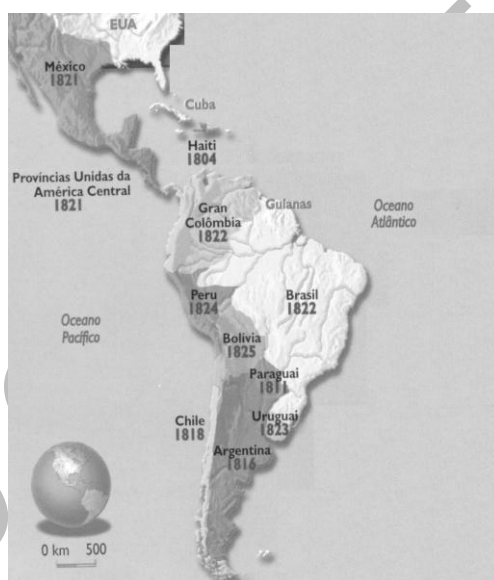 EUA
México
1821
Cuba
Haiti
1804
Províncias Unidas da
América Central
1821
Gran
Colômbia
1822
Guianas
Oceano
Atlântico
Peru
1824
Brasil
1822
Oceano
Pacífico
Bolívia
1825
Paraguai
1811
Chile
1818
Uruguai
1823
Argentina
1816
0 km 500